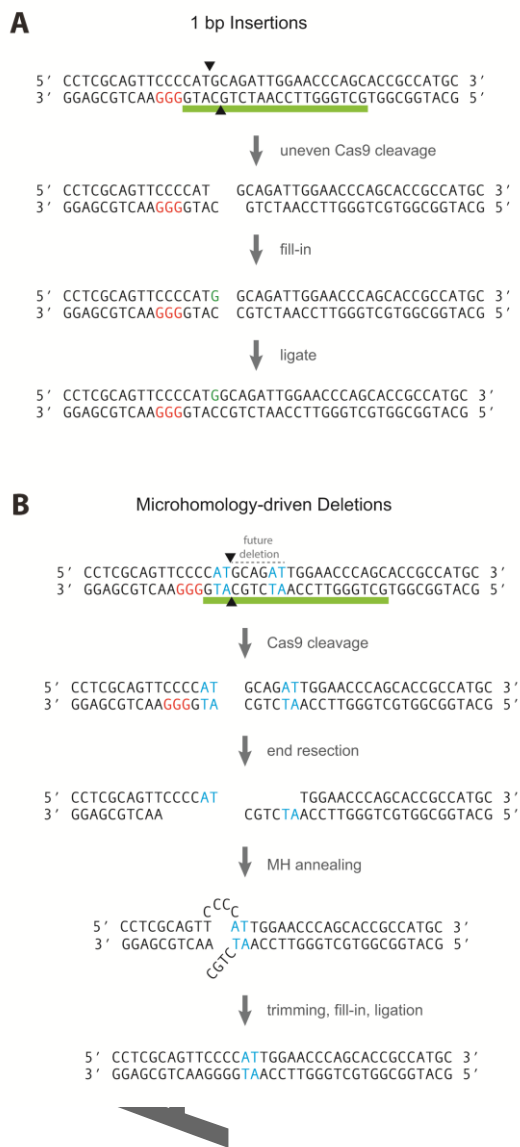 A
1 bp Insertions
5′ CCTCGCAGTTCCCCATGCAGATTGGAACCCAGCACCGCCATGC 3′
3′ GGAGCGTCAAGGGGTACGTCTAACCTTGGGTCGTGGCGGTACG 5′
uneven Cas9 cleavage
5′ CCTCGCAGTTCCCCAT GCAGATTGGAACCCAGCACCGCCATGC 3′
3′ GGAGCGTCAAGGGGTAC GTCTAACCTTGGGTCGTGGCGGTACG 5′
fill-in
5′ CCTCGCAGTTCCCCATG GCAGATTGGAACCCAGCACCGCCATGC 3′
3′ GGAGCGTCAAGGGGTAC CGTCTAACCTTGGGTCGTGGCGGTACG 5′
ligate
5′ CCTCGCAGTTCCCCATGGCAGATTGGAACCCAGCACCGCCATGC 3′
3′ GGAGCGTCAAGGGGTACCGTCTAACCTTGGGTCGTGGCGGTACG 5′
B
Microhomology-driven Deletions
future
deletion
5′ CCTCGCAGTTCCCCATGCAGATTGGAACCCAGCACCGCCATGC 3′
3′ GGAGCGTCAAGGGGTACGTCTAACCTTGGGTCGTGGCGGTACG 5′
Cas9 cleavage
5′ CCTCGCAGTTCCCCAT GCAGATTGGAACCCAGCACCGCCATGC 3′
3′ GGAGCGTCAAGGGGTA CGTCTAACCTTGGGTCGTGGCGGTACG 5′
end resection
5′ CCTCGCAGTTCCCCAT TGGAACCCAGCACCGCCATGC 3′
3′ GGAGCGTCAA CGTCTAACCTTGGGTCGTGGCGGTACG 5′
MH annealing
CCCC
5′ CCTCGCAGTT ATTGGAACCCAGCACCGCCATGC 3′
3′ GGAGCGTCAA TAACCTTGGGTCGTGGCGGTACG 5′
CGTC
trimming, fill-in, ligation
5′ CCTCGCAGTTCCCCATTGGAACCCAGCACCGCCATGC 3′
3′ GGAGCGTCAAGGGGTAACCTTGGGTCGTGGCGGTACG 5′